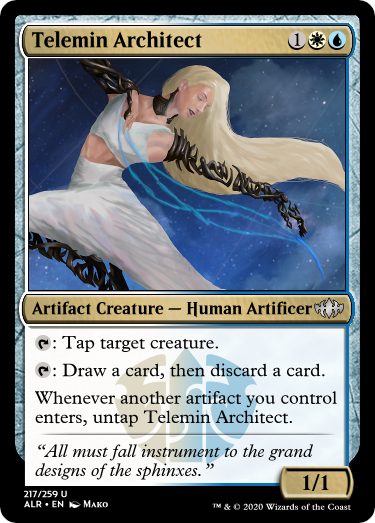 Telemin Architect 1
Artifact Creature — Human Artificer
: Tap target creature.
: Draw a card, then discard a card.
Whenever another artifact you control
enters, untap Telemin Architect.
“All must fall instrument to the grand
designs of the sphinxes.”
1/1
217/259 U
ALR • EN Mako
™ & © 2020 Wizards of the Coast